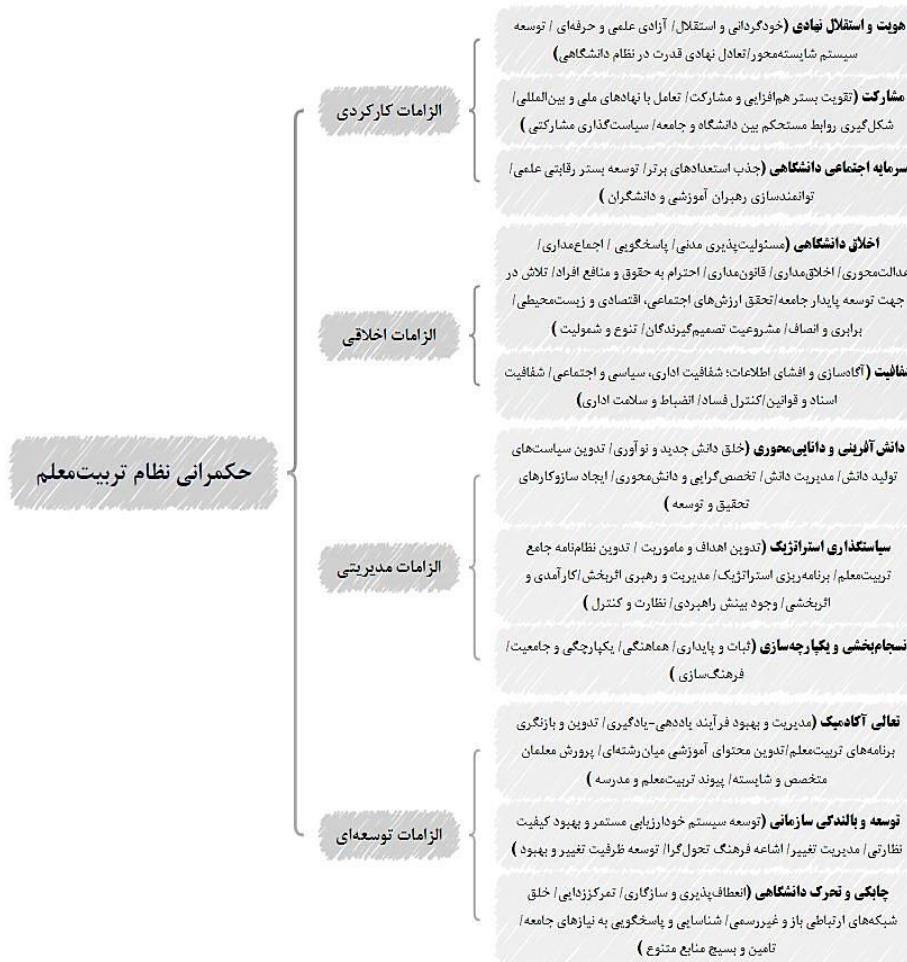 حکمرانی نظام تربیت‌معلم
الزامات کارکردی
هویت و استقلال نهادی (خودگردانی و استقلال/ آزادی علمی و حرفه‌ای / توسعه
سیستم شایسته‌محور/تعادل نهادی قدرت در نظام دانشگاهی)
مشارکت (تقویت بستر هم‌افزایی و مشارکت/ تعامل با نهادهای ملی و بین‌المللی/
شکل‌گیری روابط مستحکم بین دانشگاه و جامعه/ سیاست‌گذاری مشارکتی )
سرمایه اجتماعی دانشگاهی (جذب استعدادهای برتر/ توسعه بستر رقابتی علمی/
توانمندسازی رهبران آموزشی و دانشگران )
الزامات اخلاقی
اخلاق دانشگاهی (مسئولیت‌پذیری مدنی/ پاسخگویی / اجماع‌مداری/
عدالت‌محوری/ اخلاق‌مداری/ قانون‌مداری/ احترام به حقوق و منافع افراد/ تلاش در
جهت توسعه پایدار جامعه/تحقق ارزش‌های اجتماعی، اقتصادی و زیست‌محیطی/
برابری و انصاف/ مشروعیت تصمیم‌گیرندگان/ تنوع و شمولیت )
شفافیت (آگاه‌سازی و افشای اطلاعات؛ شفافیت اداری، سیاسی و اجتماعی/ شفافیت
اسناد و قوانین/کنترل فساد/ انضباط و سلامت اداری)
الزامات مدیریتی
دانش آفرینی و دانایی‌محوری (خلق دانش جدید و نوآوری/ تدوین سیاست‌های
تولید دانش/ مدیریت دانش/ تخصص‌گرایی و دانش‌محوری/ ایجاد سازوکارهای
تحقیق و توسعه )
سیاستگذاری استراتژیک (تدوین اهداف و ماموریت / تدوین نظام‌نامه جامع
تربیت‌معلم/ برنامه‌ریزی استراتژیک/ مدیریت و رهبری اثربخش/کارآمدی و
اثربخشی/ وجود بینش راهبردی/ نظارت و کنترل )
انسجام‌بخشی و یکپارچه‌سازی (ثبات و پایداری/ هماهنگی/ یکپارچگی و جامعیت/
فرهنگ‌سازی )
الزامات توسعه‌ای
تعالی آکادمیک (مدیریت و بهبود فرآیند یاددهی-یادگیری/ تدوین و بازنگری
برنامه‌های تربیت‌معلم/تدوین محتوای آموزشی میان‌رشته‌ای/ پرورش معلمان
متخصص و شایسته/ پیوند تربیت‌معلم و مدرسه )
توسعه و بالندگی سازمانی (توسعه سیستم خودارزیابی مستمر و بهبود کیفیت
نظارتی/ مدیریت تغییر/ اشاعه فرهنگ تحول‌گرا/ توسعه ظرفیت تغییر و بهبود )
چابکی و تحرک دانشگاهی (انعطاف‌پذیری و سازگاری/ تمرکززدایی/ خلق
شبکه‌های ارتباطی باز و غیررسمی/ شناسایی و پاسخگویی به نیازهای جامعه/
تامین و بسیج منابع متنوع )